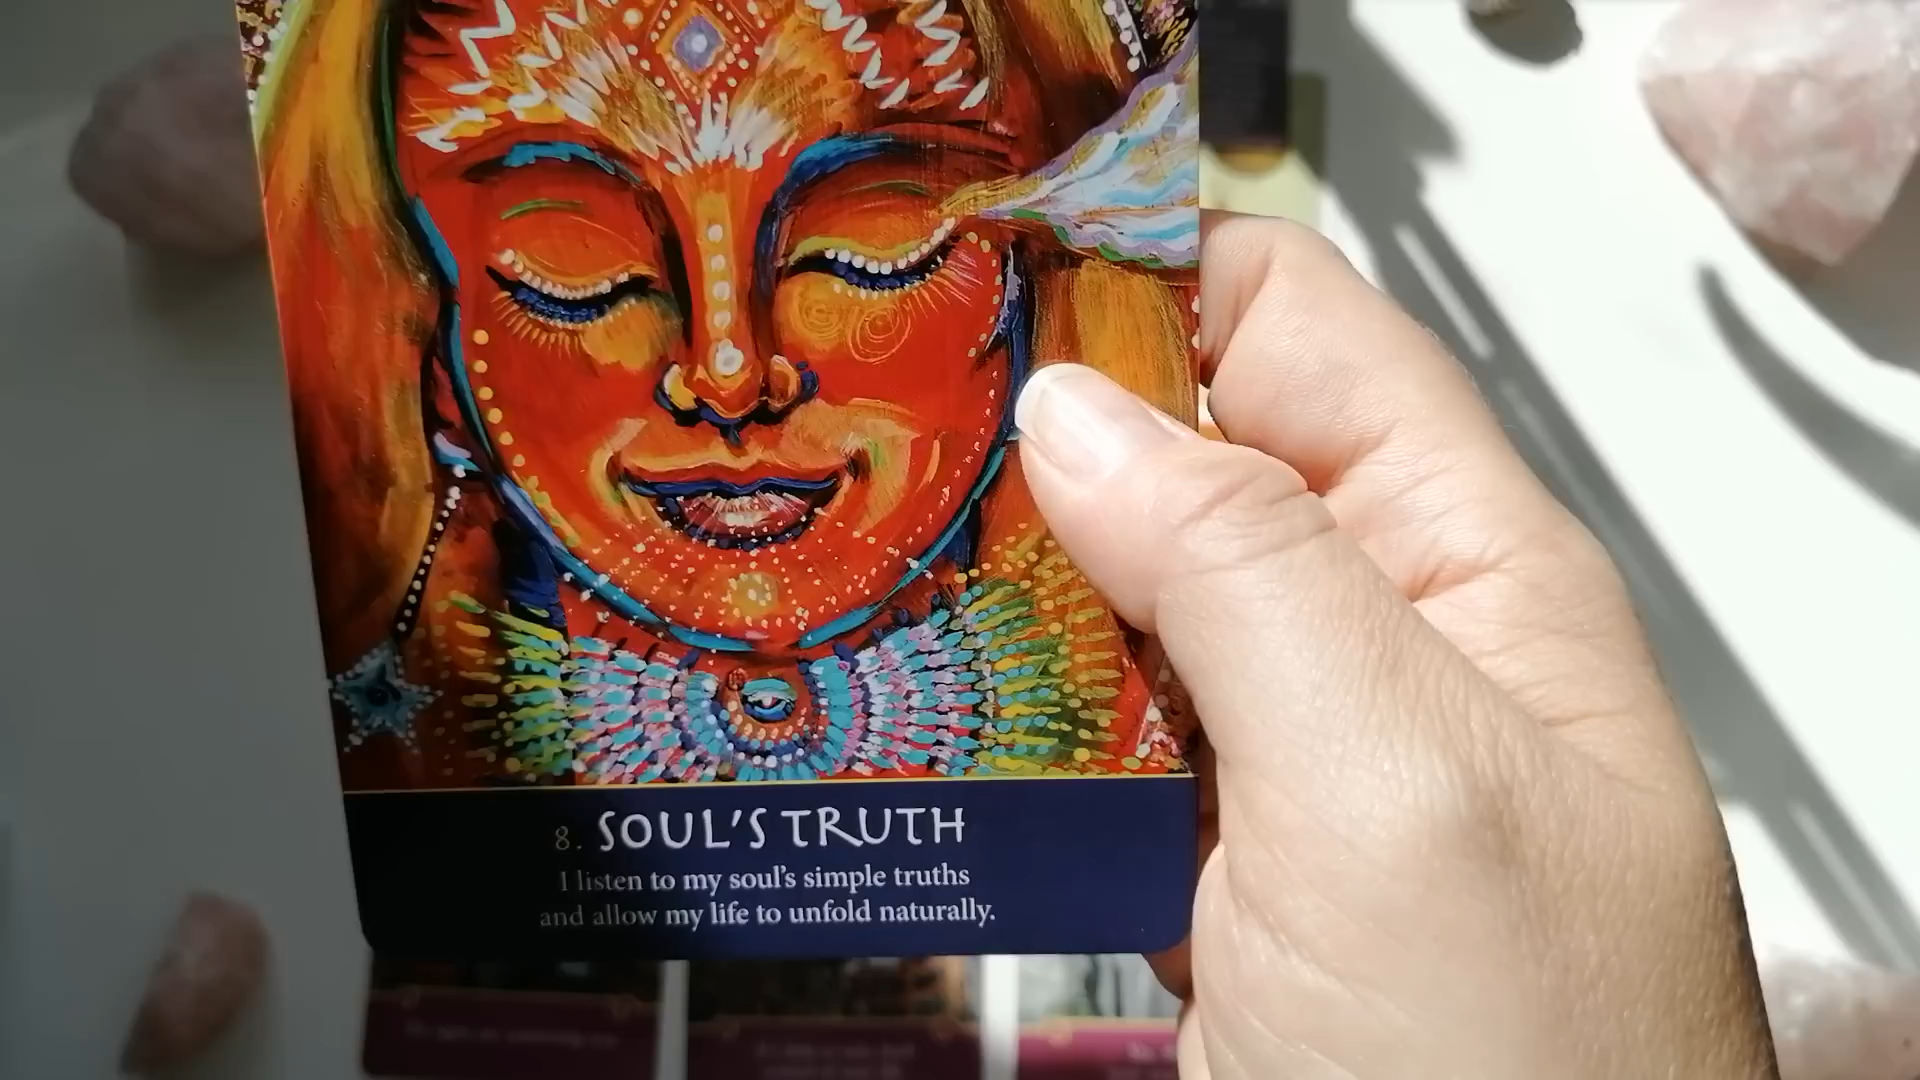 8. SOUL'S TRUTH
I listen to my soul's simple truths
and allow my life to unfold naturally.